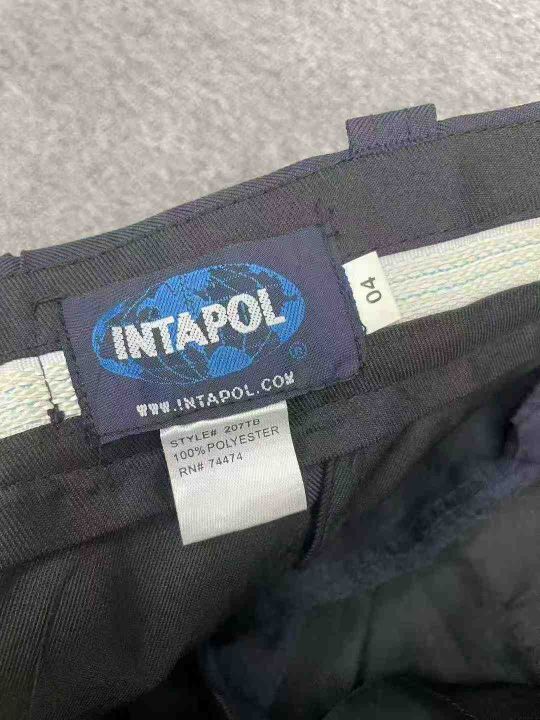 INTAPOL
®
WWW.INTAPOL.COM
04
STYLE# 207TB
100%POLYESTER
RN# 74474